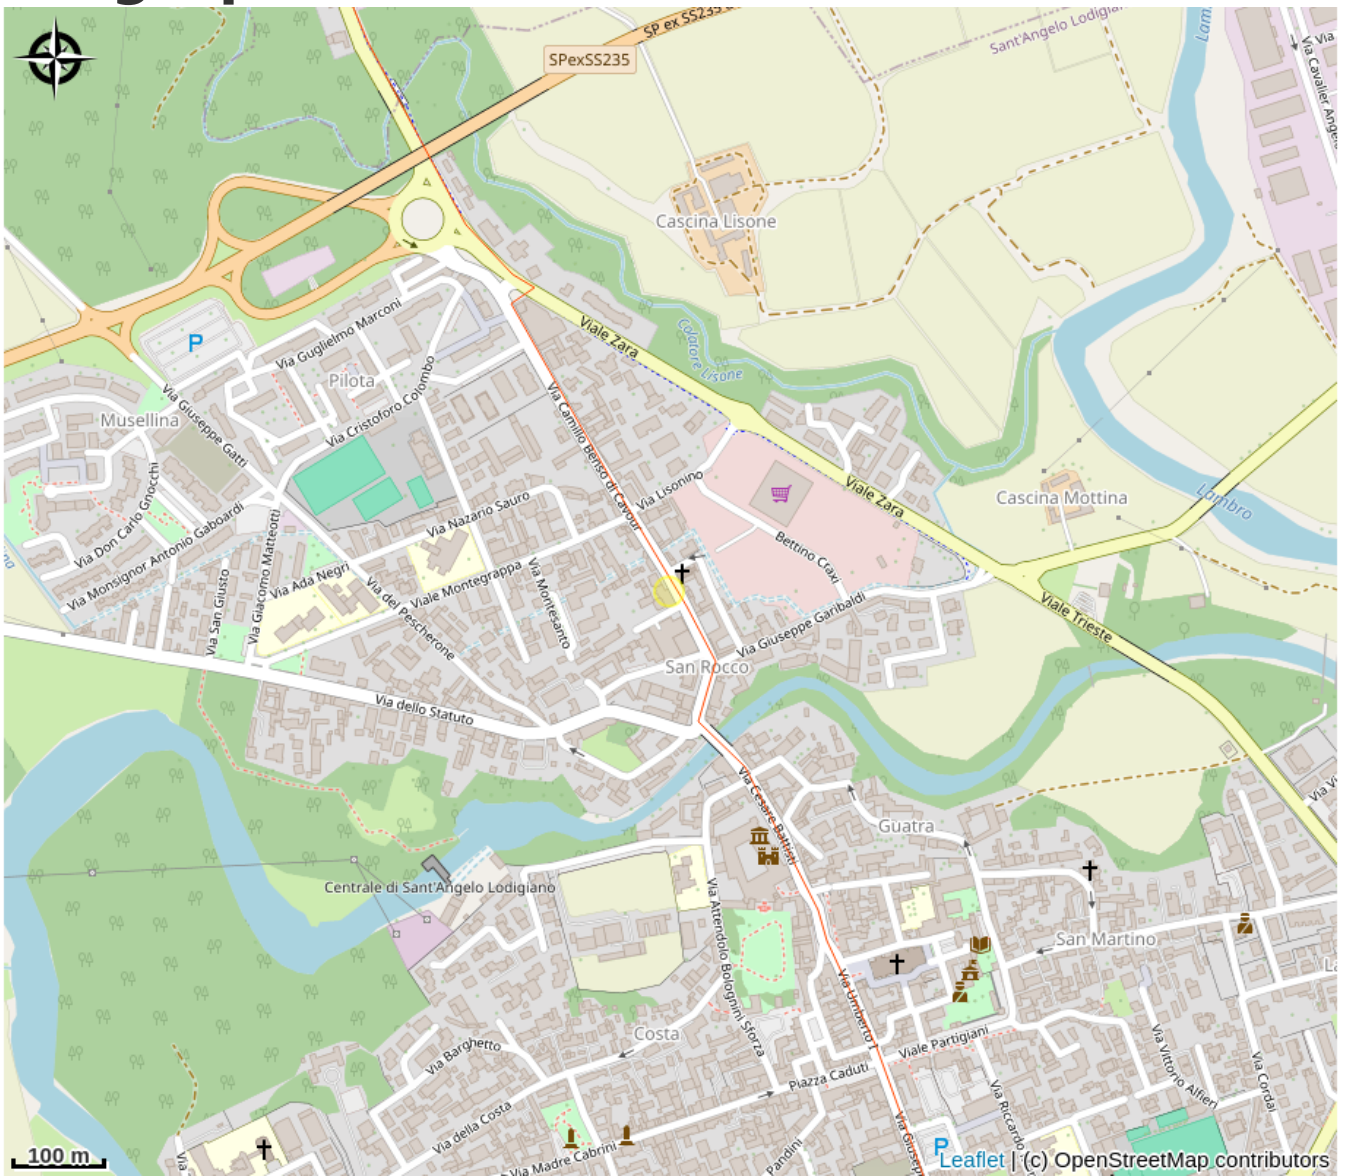 SP ex SS235
SPexSS235
Sant'Angelo Lodigiano
Via Cavalier Angelo
Via
Cascina Lisone
Viale Zara
Colatore Lisone
Via Guglielmo Marconi
P
Pilota
Via Cristoforo Colombo
Musellina
Via Giuseppe Gatti
Via Camillo Benso di Cavour
Via Lisonino
Viale Zara
Cascina Mottina
Lambro
Via Don Carlo Gnocchi
Via Monsignor Antonio Gaboardi
Via Nazario Sauro
Bettino Craxi
Via Giacomo Matteotti
Via San Giusto
Via Ada Negri
Viale Montegrappa
Via Montesanto
Via del Pescherone
Via Giuseppe Garibaldi
Viale Trieste
San Rocco
Via dello Statuto
Via Cesare Battisti
Guatra
Centrale di Sant'Angelo Lodigiano
Via Attendolo Bolognini Sforza
San Martino
Via Umberto I
Costa
Via Barghetto
Viale Partigiani
Piazza Caduti
Via Vittorio Alfieri
Via Cordai
Via Riccardo
Via della Costa
Via Madre Cabrini
Pandini
P
100 m
Leaflet | (c) OpenStreetMap contributors